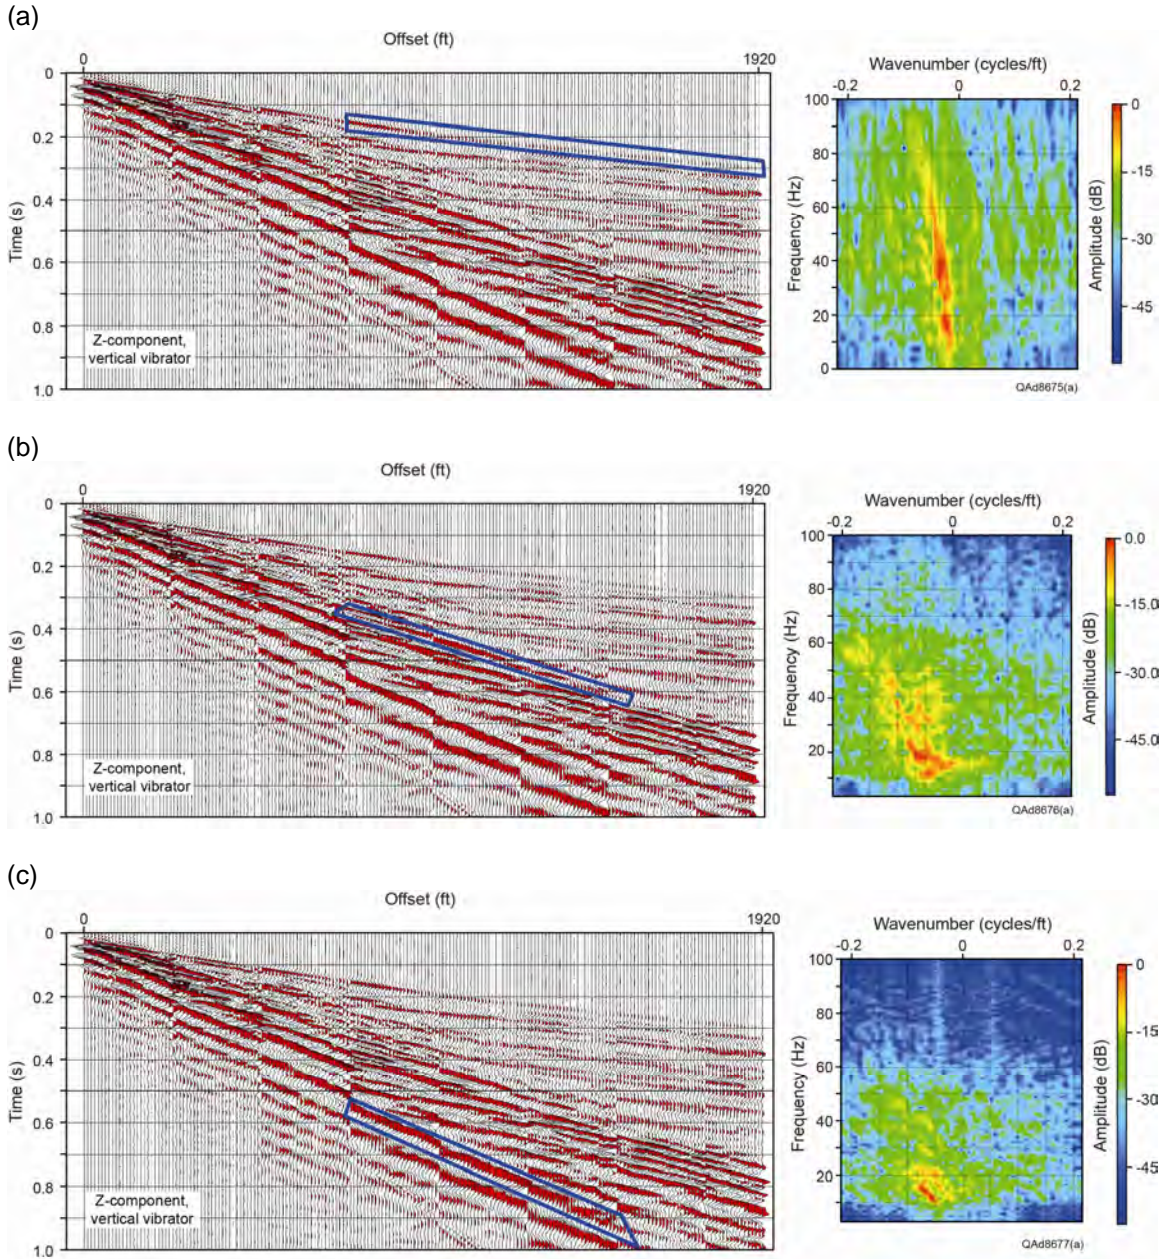 (a)
Offset (ft)
0 1920
Time (s)
0
0.2
0.4
0.6
0.8
1.0
Z-component,
vertical vibrator
Wavenumber (cycles/ft)
-0.2 0 0.2
Frequency (Hz)
100
80
60
40
20
0
Amplitude (dB)
0
-15
-30
-45
QAd8675(a)
(b)
Offset (ft)
0 1920
Time (s)
0
0.2
0.4
0.6
0.8
1.0
Z-component,
vertical vibrator
Wavenumber (cycles/ft)
-0.2 0 0.2
Frequency (Hz)
100
80
60
40
20
Amplitude (dB)
0.0
-15.00
-30.00
-45.00
QAd8676(a)
(c)
Offset (ft)
0 1920
Time (s)
0
0.2
0.4
0.6
0.8
1.0
Z-component,
vertical vibrator
Wavenumber (cycles/ft)
-0.2 0 0.2
Frequency (Hz)
100
80
60
40
20
Amplitude (dB)
0
-15
-30
-45
QAd8677(a)